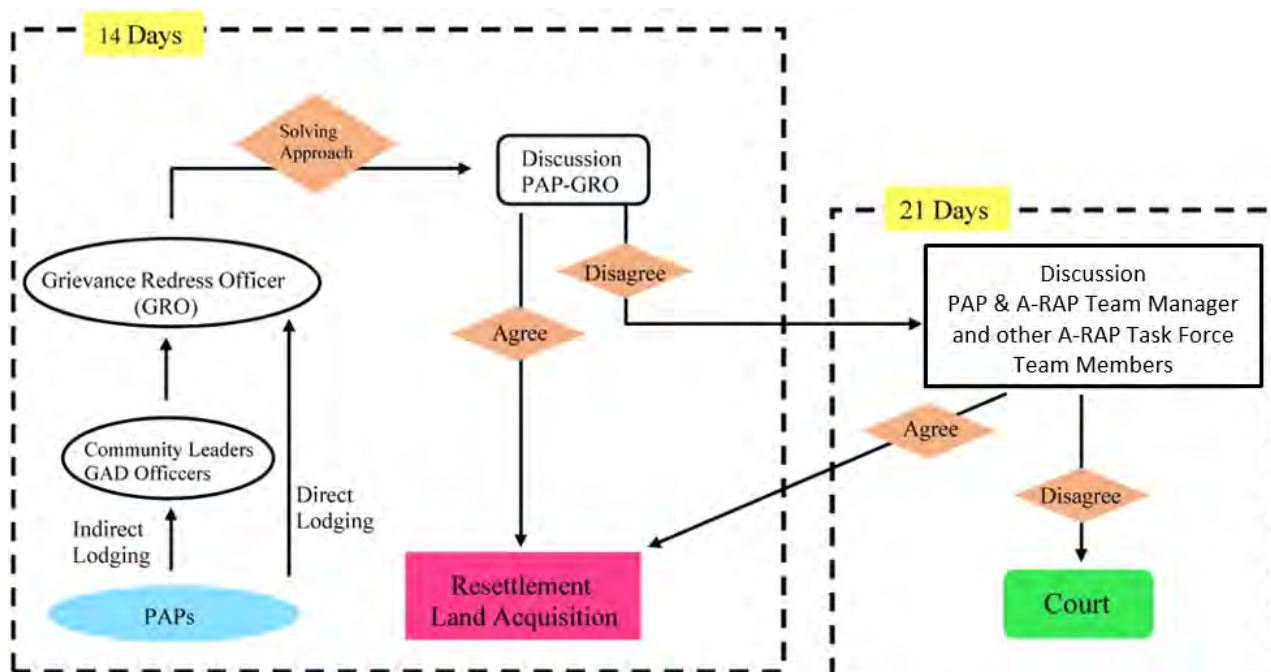 14 Days
Solving
Approach
Discussion
PAP-GRO
21 Days
Grievance Redress Officer
(GRO)
Disagree
Discussion
PAP & A-RAP Team Manager
and other A-RAP Task Force
Team Members
Agree
Community Leaders
GAD Officcers
Agree
Direct
Lodging
Indirect
Lodging
Disagree
Resettlement
Land Acquisition
PAPs
Court